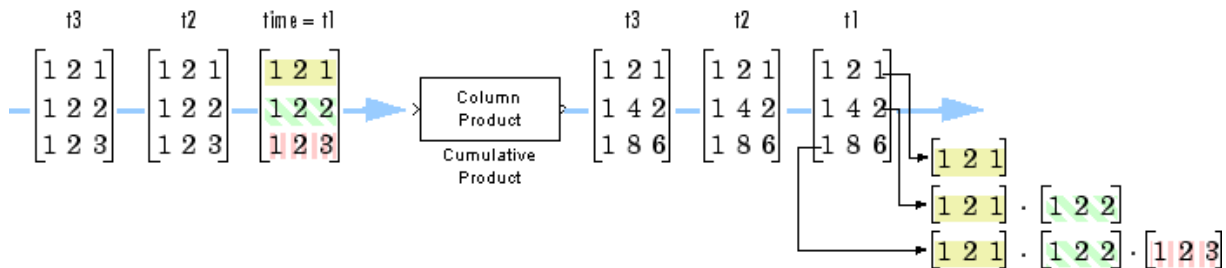 t3 t2 time = t1 t3 t2 t1
[1 2 1] [1 2 1] [1 2 1] [1 2 1] [1 2 1] [1 2 1]
[1 2 2] [1 2 2] [1 2 2] Column Product [1 4 2] [1 4 2] [1 4 2]
[1 2 3] [1 2 3] [1 2 3] [1 8 6] [1 8 6] [1 8 6]
Cumulative
Product
[1 2 1]
[1 2 1] · [1 2 2]
[1 2 1] · [1 2 2] · [1 2 3]